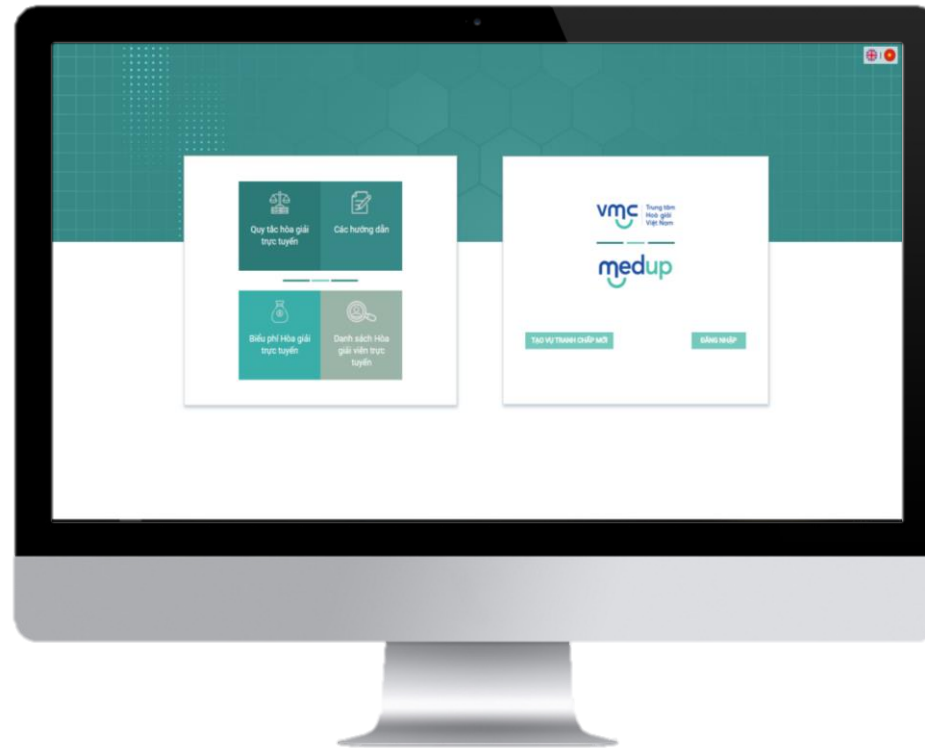 Quy tắc hòa giải
trực tuyến
Các hướng dẫn
Biểu phí Hòa giải
trực tuyến
Danh sách Hòa
giải viên trực
tuyến
vmc
Trung tâm
Hoà giải
Việt Nam
medup
TẠO VỤ TRANH CHẤP MỚI
ĐĂNG NHẬP